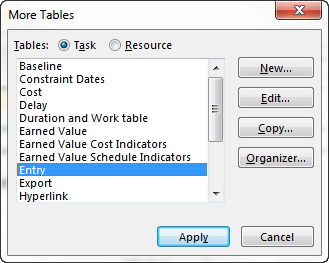 More Tables
Tables: Task Resource
Baseline
Constraint Dates
Cost
Delay
Duration and Work table
Earned Value
Earned Value Cost Indicators
Earned Value Schedule Indicators
Entry
Export
Hyperlink
New...
Edit...
Copy...
Organizer...
Apply
Cancel